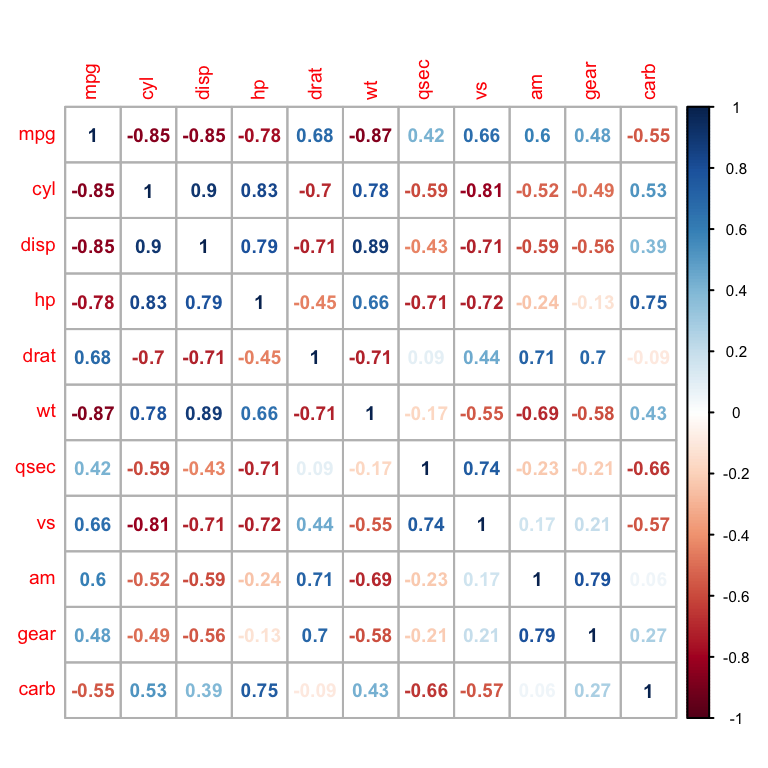 mpg cyl disp hp drat wt qsec vs am gear carb
mpg 1 -0.85 -0.85 -0.78 0.68 -0.87 0.42 0.66 0.6 0.48 -0.55
cyl -0.85 1 0.9 0.83 -0.7 0.78 -0.59 -0.81 -0.52 -0.49 0.53
disp -0.85 0.9 1 0.79 -0.71 0.89 -0.43 -0.71 -0.59 -0.56 0.39
hp -0.78 0.83 0.79 1 -0.45 0.66 -0.71 -0.72 -0.24 -0.13 0.75
drat 0.68 -0.7 -0.71 -0.45 1 -0.71 0.09 0.44 0.71 0.7 -0.09
wt -0.87 0.78 0.89 0.66 -0.71 1 -0.17 -0.55 -0.69 -0.58 0.43
qsec 0.42 -0.59 -0.43 -0.71 0.09 -0.17 1 0.74 -0.23 -0.21 -0.66
vs 0.66 -0.81 -0.71 -0.72 0.44 -0.55 0.74 1 0.17 0.21 -0.57
am 0.6 -0.52 -0.59 -0.24 0.71 -0.69 -0.23 0.17 1 0.79 0.06
gear 0.48 -0.49 -0.56 -0.13 0.7 -0.58 -0.21 0.21 0.79 1 0.27
carb -0.55 0.53 0.39 0.75 -0.09 0.43 -0.66 -0.57 0.06 0.27 1
1
0.8
0.6
0.4
0.2
0
-0.2
-0.4
-0.6
-0.8
-1